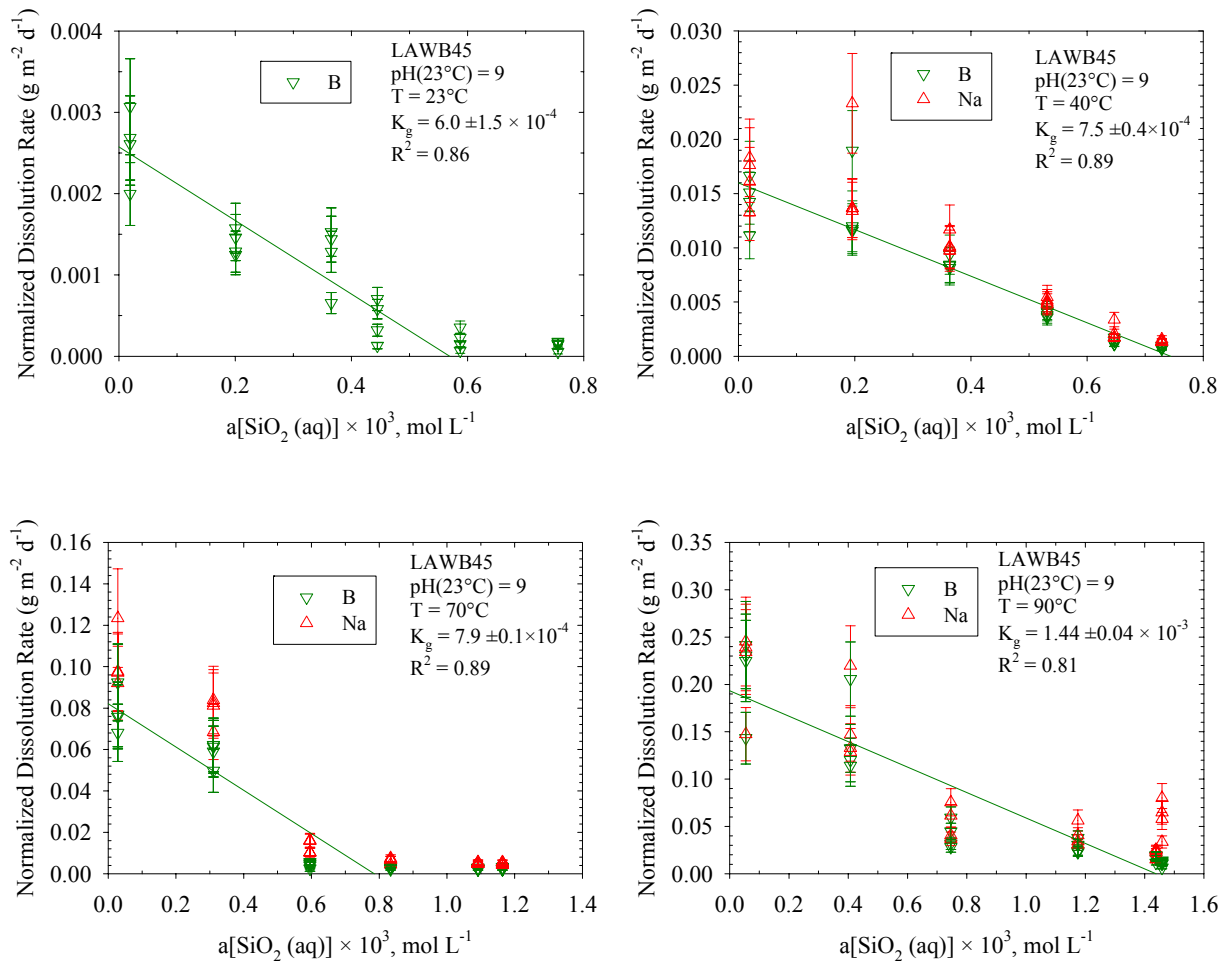 Normalized Dissolution Rate (g m⁻² d⁻¹)
0.004
0.003
0.002
0.001
0.000
B
LAWB45
pH(23°C) = 9
T = 23°C
K_g = 6.0 ±1.5 × 10⁻⁴
R² = 0.86
0.0 0.2 0.4 0.6 0.8
a[SiO₂ (aq)] × 10³, mol L⁻¹
Normalized Dissolution Rate (g m⁻² d⁻¹)
0.030
0.025
0.020
0.015
0.010
0.005
0.000
B
Na
LAWB45
pH(23°C) = 9
T = 40°C
K_g = 7.5 ±0.4×10⁻⁴
R² = 0.89
0.0 0.2 0.4 0.6 0.8
a[SiO₂ (aq)] × 10³, mol L⁻¹
Normalized Dissolution Rate (g m⁻² d⁻¹)
0.16
0.14
0.12
0.10
0.08
0.06
0.04
0.02
0.00
B
Na
LAWB45
pH(23°C) = 9
T = 70°C
K_g = 7.9 ±0.1×10⁻⁴
R² = 0.89
0.0 0.2 0.4 0.6 0.8 1.0 1.2 1.4
a[SiO₂ (aq)] × 10³, mol L⁻¹
Normalized Dissolution Rate (g m⁻² d⁻¹)
0.35
0.30
0.25
0.20
0.15
0.10
0.05
0.00
B
Na
LAWB45
pH(23°C) = 9
T = 90°C
K_g = 1.44 ±0.04 × 10⁻³
R² = 0.81
0.0 0.2 0.4 0.6 0.8 1.0 1.2 1.4 1.6
a[SiO₂ (aq)] × 10³, mol L⁻¹